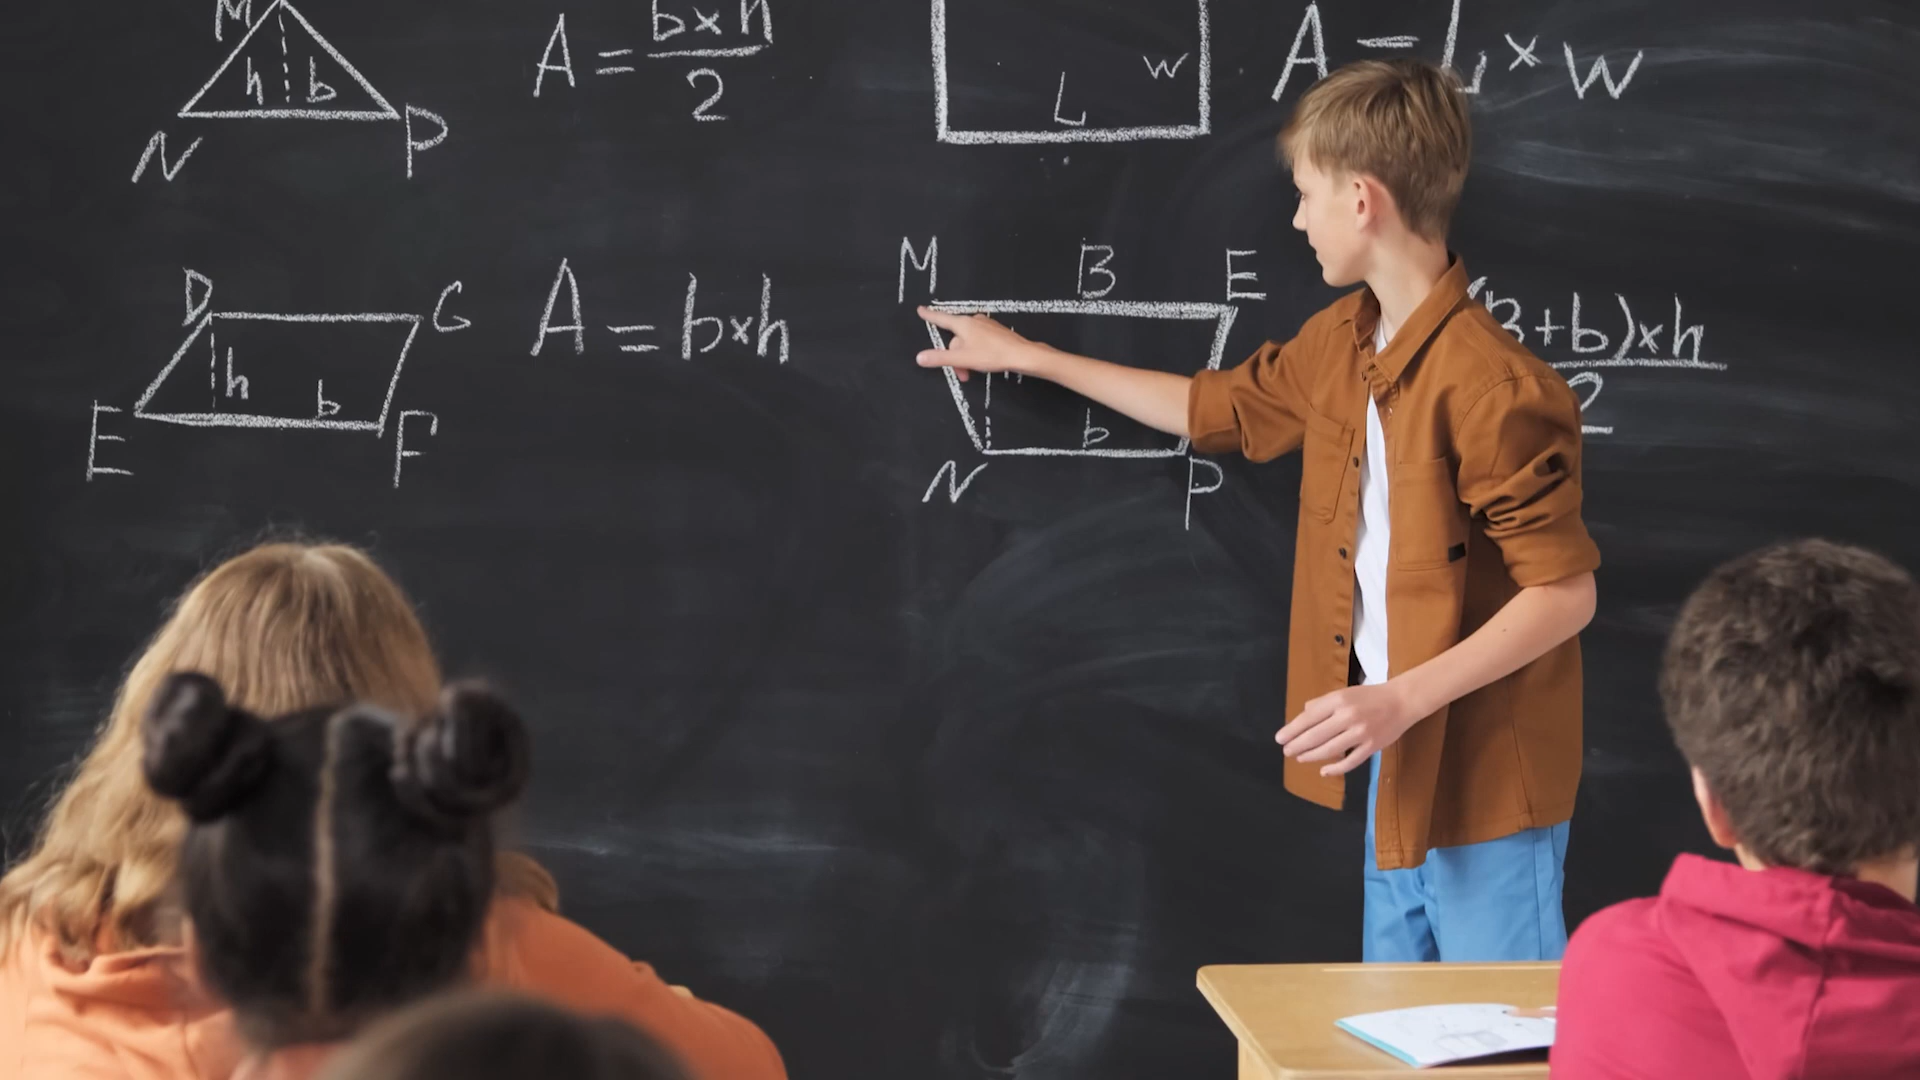 M
h b
N P
A = b×h / 2
L w
A = L × w
D G
h b
E F
A = b×h
M B E
h b
N P
(B+b)×h / 2